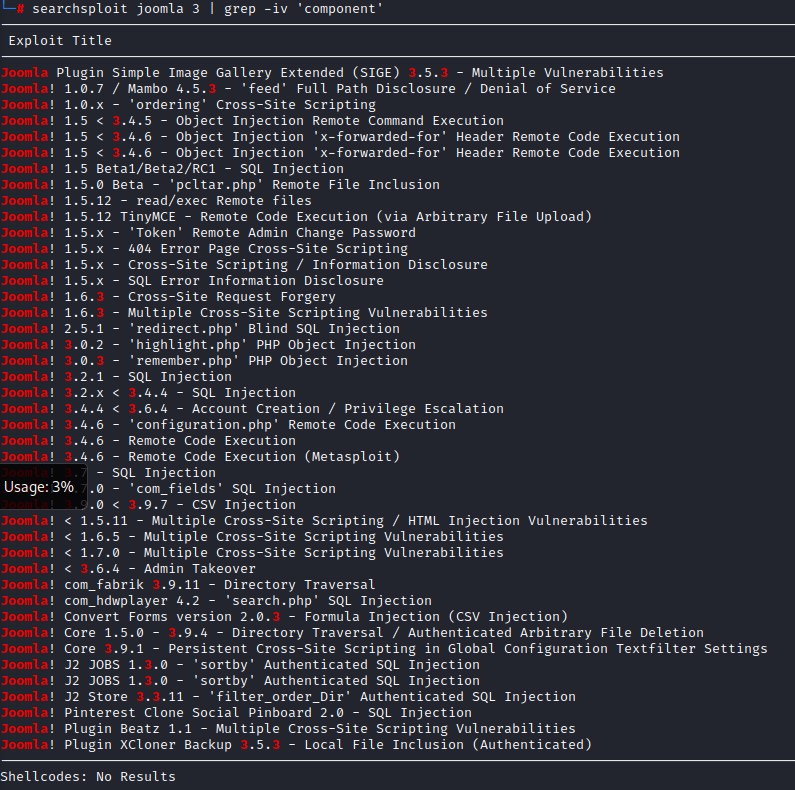 └─# searchsploit joomla 3 | grep -iv 'component'
Exploit Title
Joomla Plugin Simple Image Gallery Extended (SIGE) 3.5.3 - Multiple Vulnerabilities
Joomla! 1.0.7 / Mambo 4.5.3 - 'feed' Full Path Disclosure / Denial of Service
Joomla! 1.0.x - 'ordering' Cross-Site Scripting
Joomla! 1.5 < 3.4.5 - Object Injection Remote Command Execution
Joomla! 1.5 < 3.4.6 - Object Injection 'x-forwarded-for' Header Remote Code Execution
Joomla! 1.5 < 3.4.6 - Object Injection 'x-forwarded-for' Header Remote Code Execution
Joomla! 1.5 Beta1/Beta2/RC1 - SQL Injection
Joomla! 1.5.0 Beta - 'pcltar.php' Remote File Inclusion
Joomla! 1.5.12 - read/exec Remote files
Joomla! 1.5.12 TinyMCE - Remote Code Execution (via Arbitrary File Upload)
Joomla! 1.5.x - 'Token' Remote Admin Change Password
Joomla! 1.5.x - 404 Error Page Cross-Site Scripting
Joomla! 1.5.x - Cross-Site Scripting / Information Disclosure
Joomla! 1.5.x - SQL Error Information Disclosure
Joomla! 1.6.3 - Cross-Site Request Forgery
Joomla! 1.6.3 - Multiple Cross-Site Scripting Vulnerabilities
Joomla! 2.5.1 - 'redirect.php' Blind SQL Injection
Joomla! 3.0.2 - 'highlight.php' PHP Object Injection
Joomla! 3.0.3 - 'remember.php' PHP Object Injection
Joomla! 3.2.1 - SQL Injection
Joomla! 3.2.x < 3.4.4 - SQL Injection
Joomla! 3.4.4 < 3.6.4 - Account Creation / Privilege Escalation
Joomla! 3.4.6 - 'configuration.php' Remote Code Execution
Joomla! 3.4.6 - Remote Code Execution
Joomla! 3.4.6 - Remote Code Execution (Metasploit)
- SQL Injection
Usage: 3% 7.0 - 'com_fields' SQL Injection
9.0 < 3.9.7 - CSV Injection
Joomla! < 1.5.11 - Multiple Cross-Site Scripting / HTML Injection Vulnerabilities
Joomla! < 1.6.5 - Multiple Cross-Site Scripting Vulnerabilities
Joomla! < 1.7.0 - Multiple Cross-Site Scripting Vulnerabilities
Joomla! < 3.6.4 - Admin Takeover
Joomla! com_fabrik 3.9.11 - Directory Traversal
Joomla! com_hdwplayer 4.2 - 'search.php' SQL Injection
Joomla! Convert Forms version 2.0.3 - Formula Injection (CSV Injection)
Joomla! Core 1.5.0 - 3.9.4 - Directory Traversal / Authenticated Arbitrary File Deletion
Joomla! Core 3.9.1 - Persistent Cross-Site Scripting in Global Configuration Textfilter Settings
Joomla! J2 JOBS 1.3.0 - 'sortby' Authenticated SQL Injection
Joomla! J2 JOBS 1.3.0 - 'sortby' Authenticated SQL Injection
Joomla! J2 Store 3.3.11 - 'filter_order_Dir' Authenticated SQL Injection
Joomla! Pinterest Clone Social Pinboard 2.0 - SQL Injection
Joomla! Plugin Beatz 1.1 - Multiple Cross-Site Scripting Vulnerabilities
Joomla! Plugin XCloner Backup 3.5.3 - Local File Inclusion (Authenticated)
Shellcodes: No Results